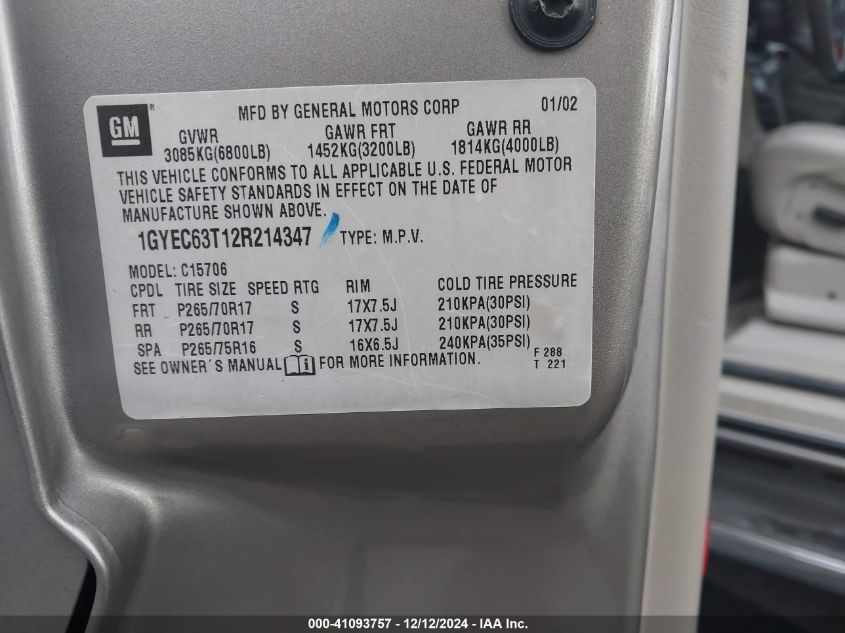 GM ®
MFD BY GENERAL MOTORS CORP 01/02
GVWR GAWR FRT GAWR RR
3085KG(6800LB) 1452KG(3200LB) 1814KG(4000LB)
THIS VEHICLE CONFORMS TO ALL APPLICABLE U.S. FEDERAL MOTOR
VEHICLE SAFETY STANDARDS IN EFFECT ON THE DATE OF
MANUFACTURE SHOWN ABOVE.
1GYEC63T12R214347 TYPE: M.P.V.
MODEL: C15706
CPDL TIRE SIZE SPEED RTG RIM COLD TIRE PRESSURE
FRT P265/70R17 S 17X7.5J 210KPA(30PSI)
RR P265/70R17 S 17X7.5J 210KPA(30PSI)
SPA P265/75R16 S 16X6.5J 240KPA(35PSI)
SEE OWNER'S MANUAL i FOR MORE INFORMATION.
F 288
T 221
000-41093757 - 12/12/2024 - IAA Inc.